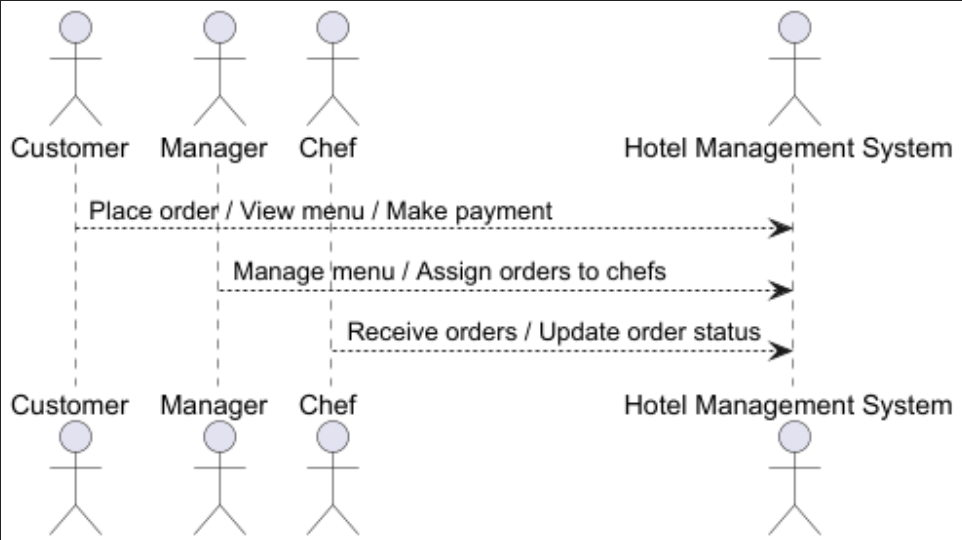 Customer Manager Chef Hotel Management System
Place order / View menu / Make payment
Manage menu / Assign orders to chefs
Receive orders / Update order status
Customer Manager Chef Hotel Management System